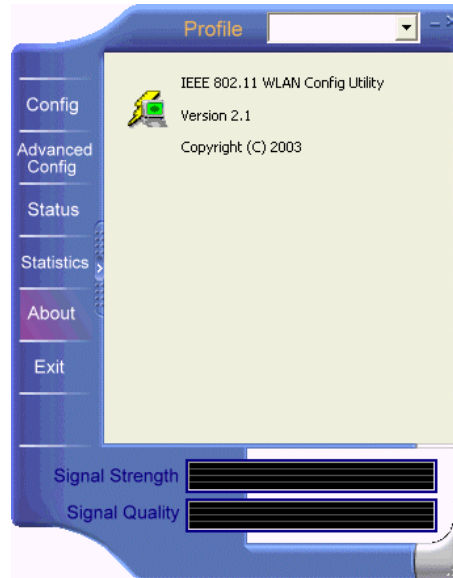 Profile
IEEE 802.11 WLAN Config Utility
Version 2.1
Copyright (C) 2003
Config
Advanced
Config
Status
Statistics
About
Exit
Signal Strength
Signal Quality